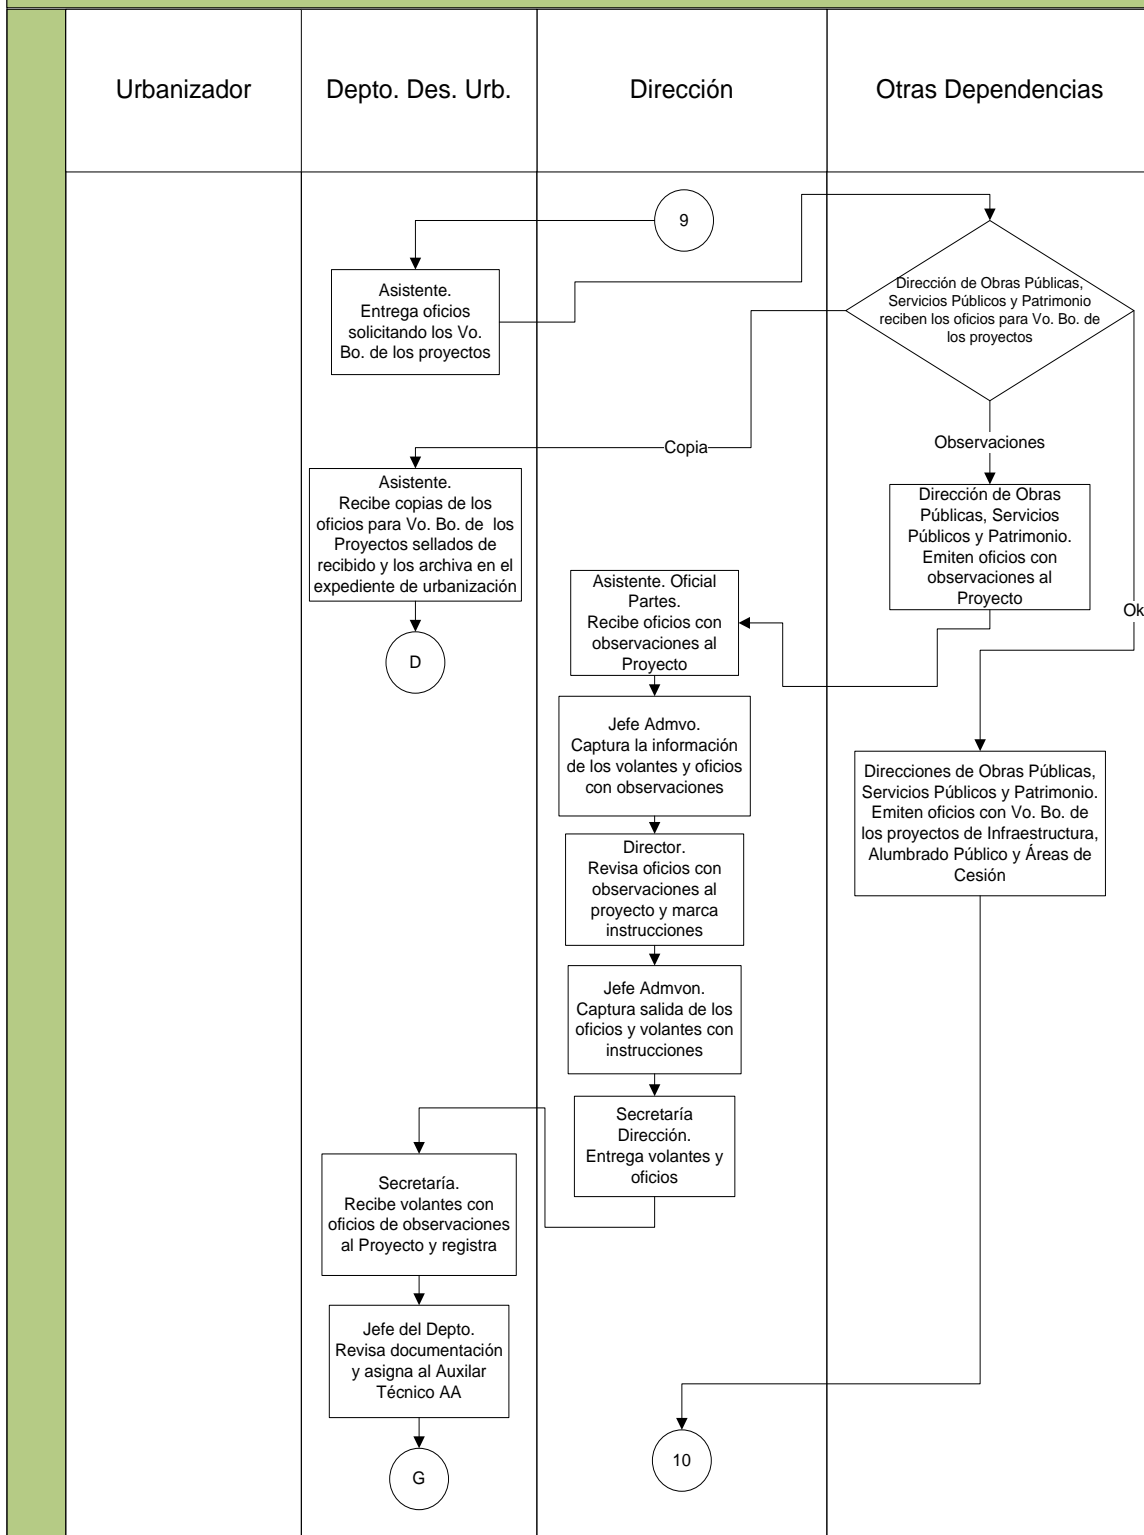 Urbanizador
Depto. Des. Urb.
Dirección
Otras Dependencias
9
Asistente.
Entrega oficios
solicitando los Vo.
Bo. de los proyectos
Dirección de Obras Públicas,
Servicios Públicos y Patrimonio
reciben los oficios para Vo. Bo. de
los proyectos
Copia
Observaciones
Asistente.
Recibe copias de los
oficios para Vo. Bo. de los
Proyectos sellados de
recibido y los archiva en el
expediente de urbanización
D
Dirección de Obras
Públicas, Servicios
Públicos y Patrimonio.
Emiten oficios con
observaciones al
Proyecto
Ok
Asistente. Oficial
Partes.
Recibe oficios con
observaciones al
Proyecto
Jefe Admvo.
Captura la información
de los volantes y oficios
con observaciones
Direcciones de Obras Públicas,
Servicios Públicos y Patrimonio.
Emiten oficios con Vo. Bo. de
los proyectos de Infraestructura,
Alumbrado Público y Áreas de
Cesión
Director.
Revisa oficios con
observaciones al
proyecto y marca
instrucciones
Jefe Admvon.
Captura salida de los
oficios y volantes con
instrucciones
Secretaría
Dirección.
Entrega volantes y
oficios
Secretaría.
Recibe volantes con
oficios de observaciones
al Proyecto y registra
Jefe del Depto.
Revisa documentación
y asigna al Auxilar
Técnico AA
G
10